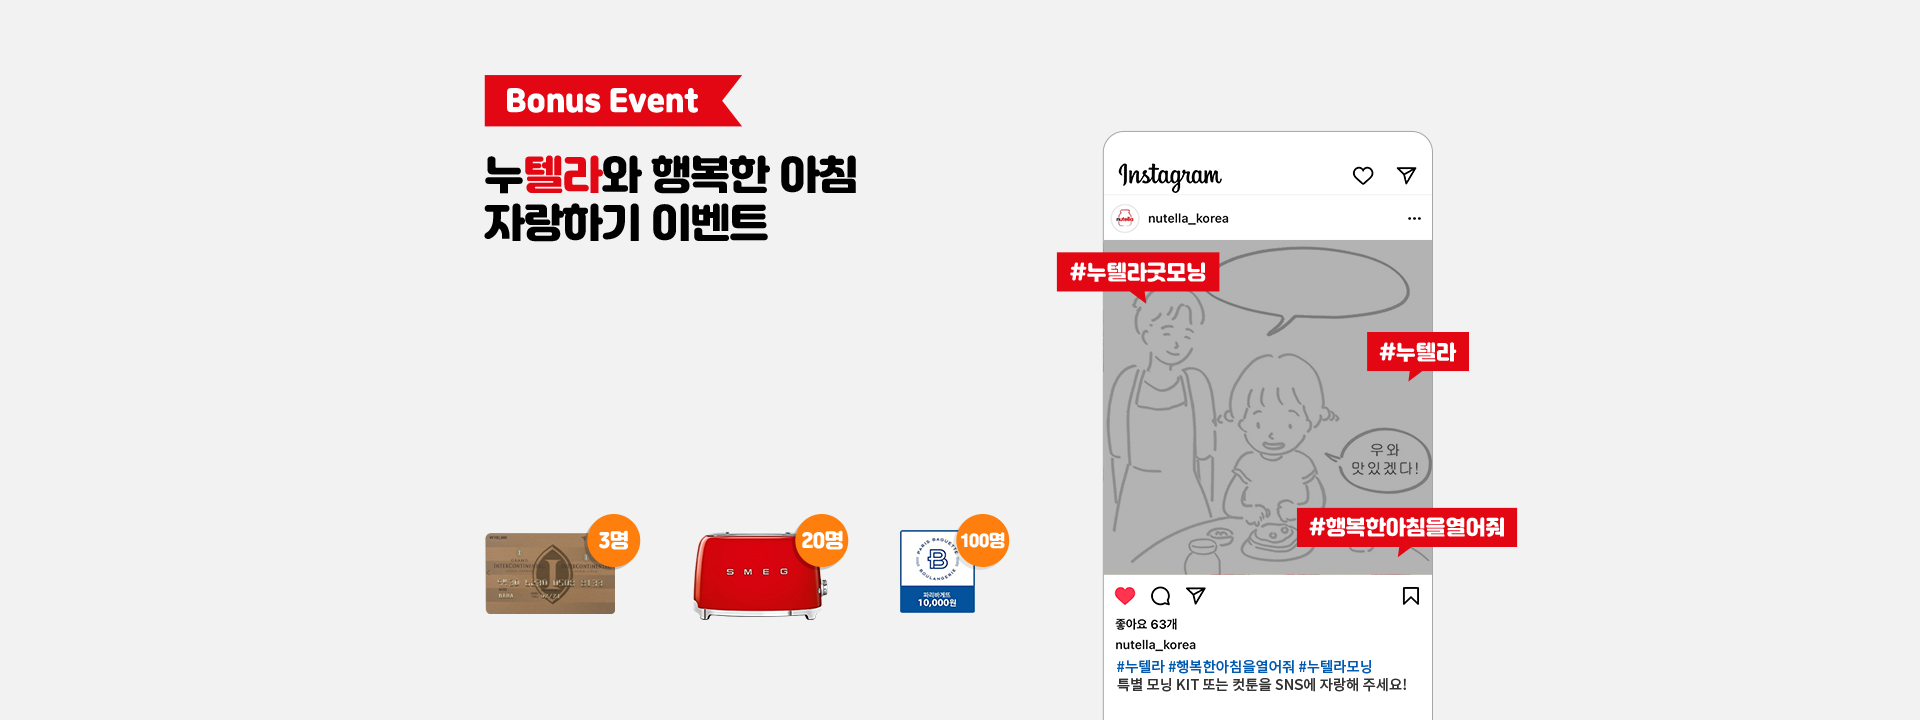 Bonus Event
누텔라와 행복한 아침
자랑하기 이벤트
3명
20명
SMEG
100명
PARIS BAGUETTE
B
BOULANGERIE
파리바게뜨
10,000원
Instagram
nutella
nutella_korea
#누텔라굿모닝
#누텔라
우와
맛있겠다!
#행복한아침을열어줘
좋아요 63개
nutella_korea
#누텔라 #행복한아침을열어줘 #누텔라모닝
특별 모닝 KIT 또는 컷툰을 SNS에 자랑해 주세요!